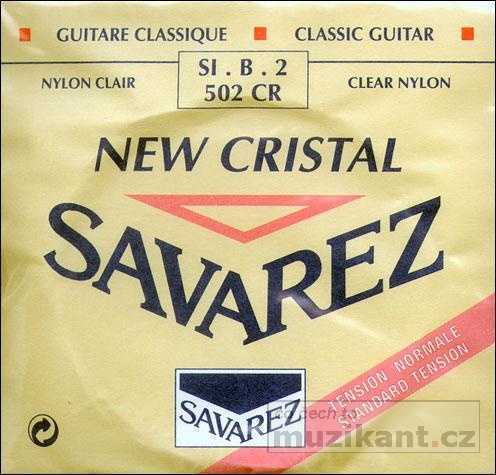 GUITARE CLASSIQUE
CLASSIC GUITAR
NYLON CLAIR
SI . B . 2
502 CR
CLEAR NYLON
NEW CRISTAL
SAVAREZ
TENSION NORMALE
STANDARD TENSION
SAVAREZ
muzikant.cz